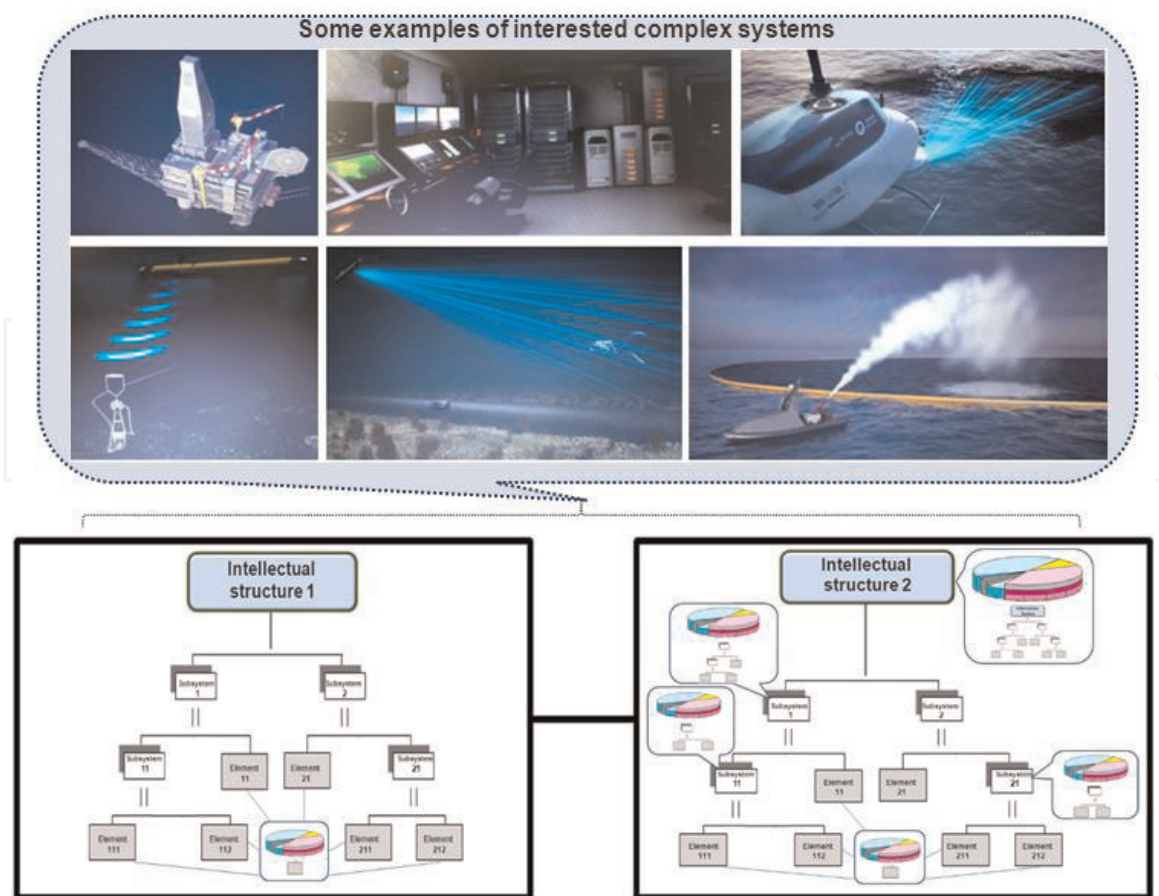 Some examples of interested complex systems
Intellectual
structure 1
Subsystem
1
Subsystem
2
Subsystem
11
Element
11
Element
21
Subsystem
21
Element
111
Element
112
Element
211
Element
212
Intellectual
structure 2
Subsystem
1
Subsystem
2
Subsystem
11
Element
11
Element
21
Subsystem
21
Element
111
Element
112
Element
211
Element
212